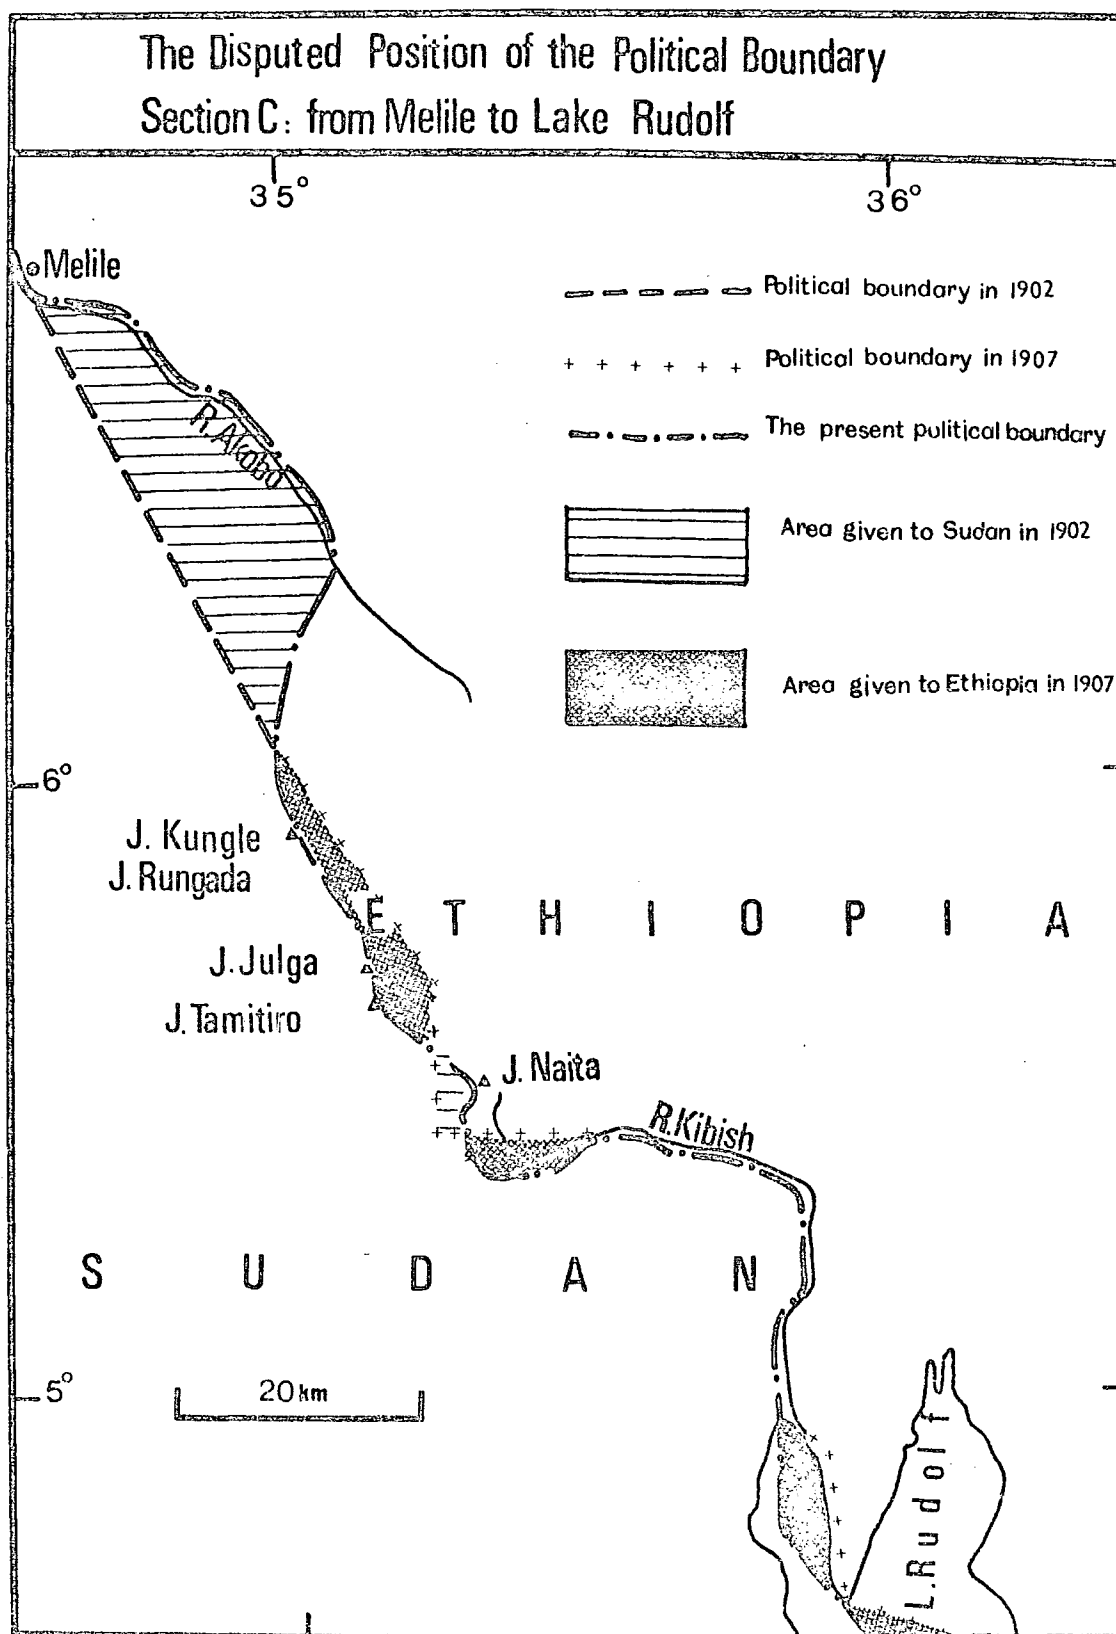 The Disputed Position of the Political Boundary
Section C: from Melile to Lake Rudolf
35°
36°
Melile
Political boundary in 1902
Political boundary in 1907
The present political boundary
R. Akobo
Area given to Sudan in 1902
Area given to Ethiopia in 1907
6°
J. Kungle
J. Rungada
ETHIOPIA
J. Julga
J. Tamitiro
J. Naita
R. Kibish
SUDAN
5°
20 km
L. Rudolf